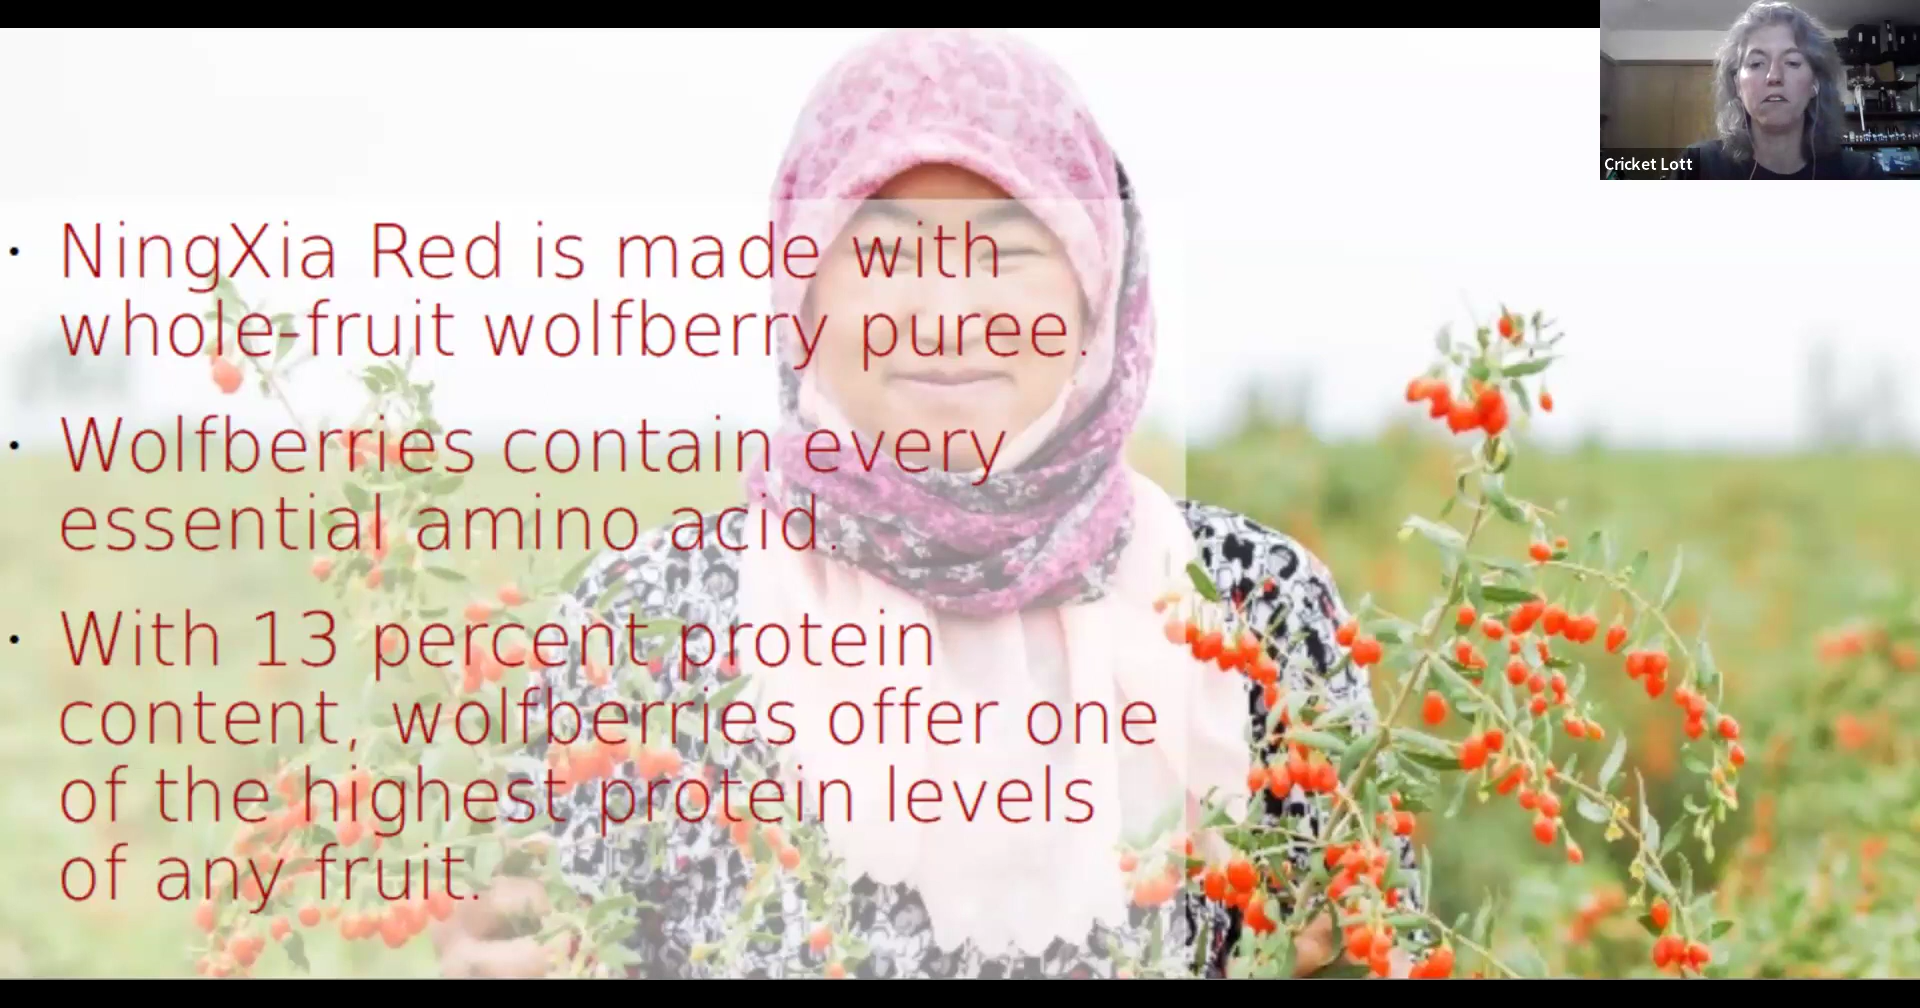 Cricket Lott
• NingXia Red is made with
whole-fruit wolfberry puree.
• Wolfberries contain every
essential amino acid.
• With 13 percent protein
content, wolfberries offer one
of the highest protein levels
of any fruit.